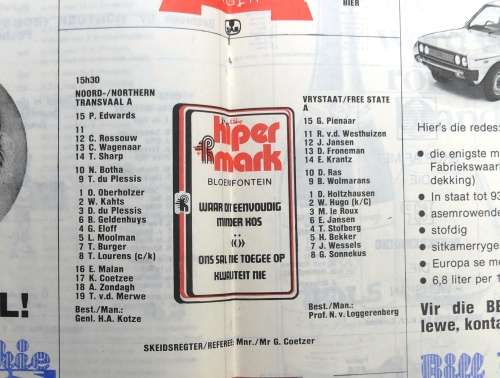 BIER
SAB
15h30
NOORD-/NORTHERN
TRANSVAAL A
15 P. Edwards
11
12 C. Rossouw
13 C. Wagenaar
14 T. Sharp
10 N. Botha
9 T. du Plessis
1 O. Oberholzer
2 W. Kahts
3 D. du Plessis
6 B. Geldenhuys
4 G. Eloff
5 L. Moolman
7 T. Burger
8 T. Lourens (c/k)
16 E. Malan
17 K. Coetzee
18 A. Zondagh
19 T. v.d. Merwe
Best./Man.:
Genl. H.A. Kotze
hiper
mark
BLOEMFONTEIN
WAAR DIT EENVOUDIG
MINDER KOS
ONS SAL NIE TOEGEE OP
KWALITEIT NIE
VRYSTAAT/FREE STATE
A
15 G. Pienaar
11 R. v.d. Westhuizen
12 J. Jansen
13 D. Froneman
14 E. Krantz
10 D. Ras
9 B. Wolmarans
1 D. Holtzhausen
2 W. Hugo (k/C)
3 M. le Roux
6 E. Jansen
4 T. Stofberg
5 H. Bekker
7 J. Wessels
8 G. Sonnekus
Best./Man.:
Prof. N. v. Loggerenberg
SKEIDSREGTER/REFEREE: Mnr./Mr G. Coetzer
Hier's die redes:
• die enigste m
Fabriekswaar
dekking)
• In staat tot 93
• asemrowende
• stofdig
• sitkamerryge
• Europa se m
• 6,8 liter per 1
Vir die BE
lewe, konta
L!
Bill